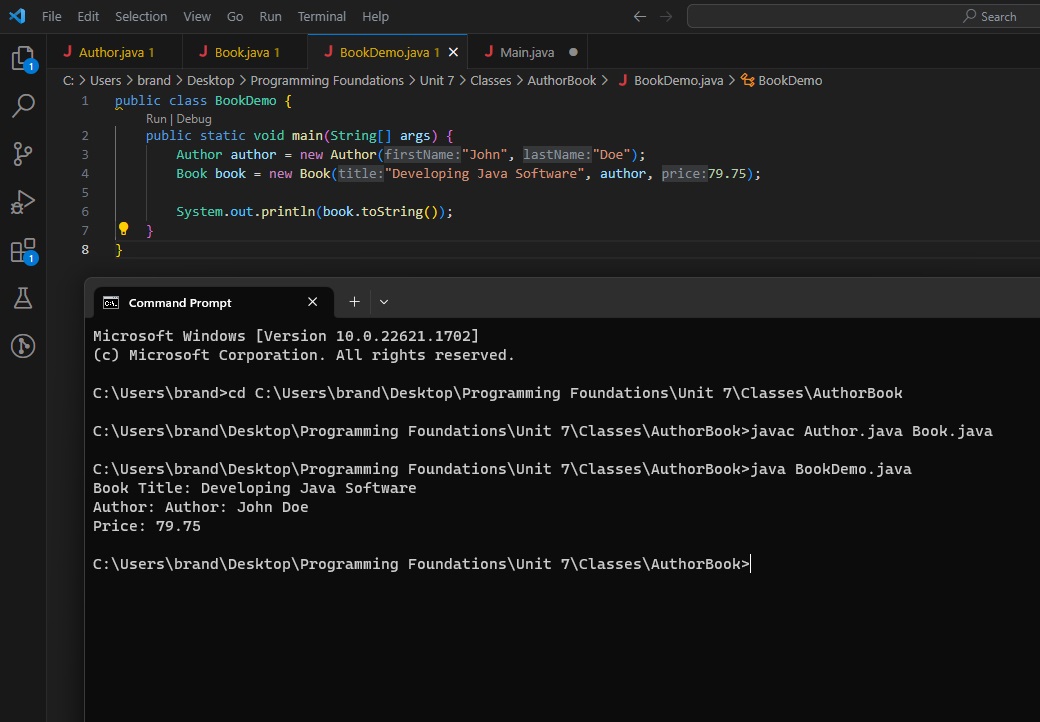 File Edit Selection View Go Run Terminal Help Search
Author.java 1 Book.java 1 BookDemo.java 1 Main.java
C: > Users > brand > Desktop > Programming Foundations > Unit 7 > Classes > AuthorBook > BookDemo.java > BookDemo
1 public class BookDemo {
Run | Debug
2 public static void main(String[] args) {
3 Author author = new Author(firstName:"John", lastName:"Doe");
4 Book book = new Book(title:"Developing Java Software", author, price:79.75);
5
6 System.out.println(book.toString());
7 }
8 }
1
1
Command Prompt
Microsoft Windows [Version 10.0.22621.1702]
(c) Microsoft Corporation. All rights reserved.
C:\Users\brand>cd C:\Users\brand\Desktop\Programming Foundations\Unit 7\Classes\AuthorBook
C:\Users\brand\Desktop\Programming Foundations\Unit 7\Classes\AuthorBook>javac Author.java Book.java
C:\Users\brand\Desktop\Programming Foundations\Unit 7\Classes\AuthorBook>java BookDemo.java
Book Title: Developing Java Software
Author: Author: John Doe
Price: 79.75
C:\Users\brand\Desktop\Programming Foundations\Unit 7\Classes\AuthorBook>